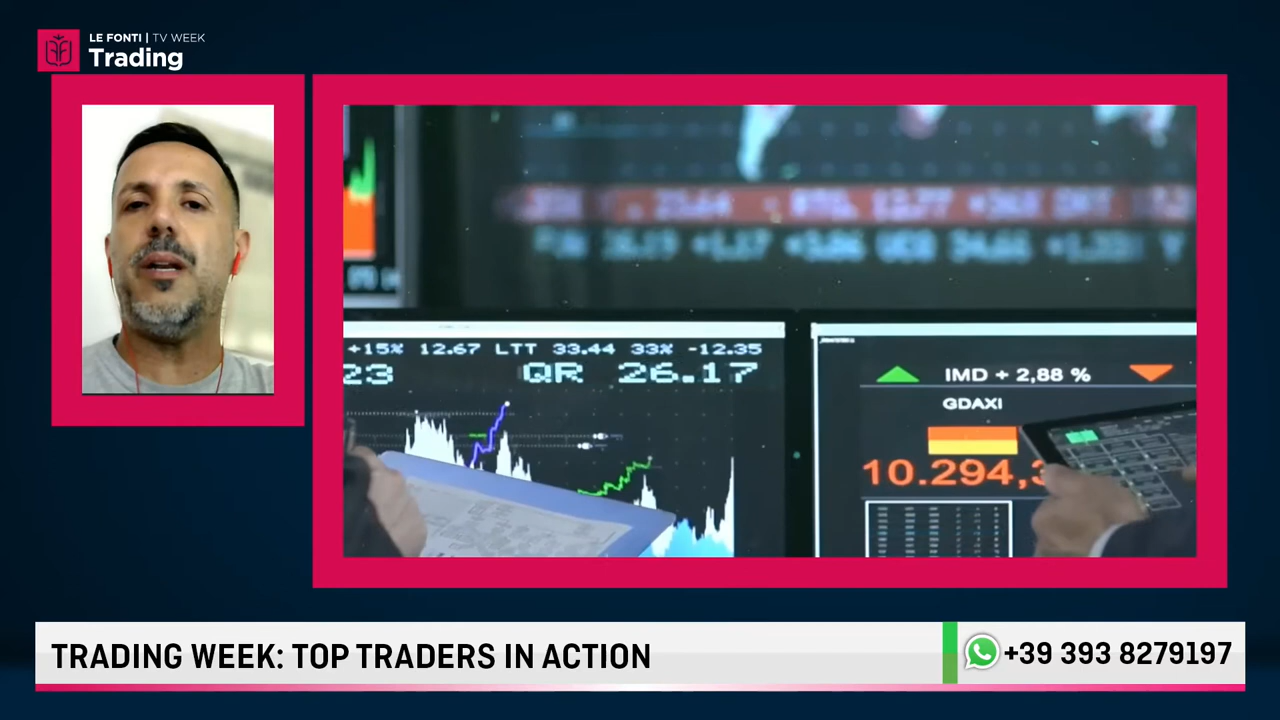 LE FONTI | TV WEEK
Trading
+15% 12.67 LTT 33.44 33% -12.35
23 QR 26.17
IMD + 2,88 %
GDAXI
10.294,3
TRADING WEEK: TOP TRADERS IN ACTION
+39 393 8279197